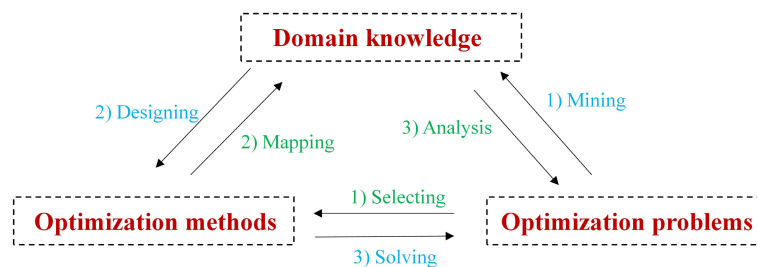 Domain knowledge
2) Designing
1) Mining
3) Analysis
2) Mapping
1) Selecting
Optimization methods
Optimization problems
3) Solving